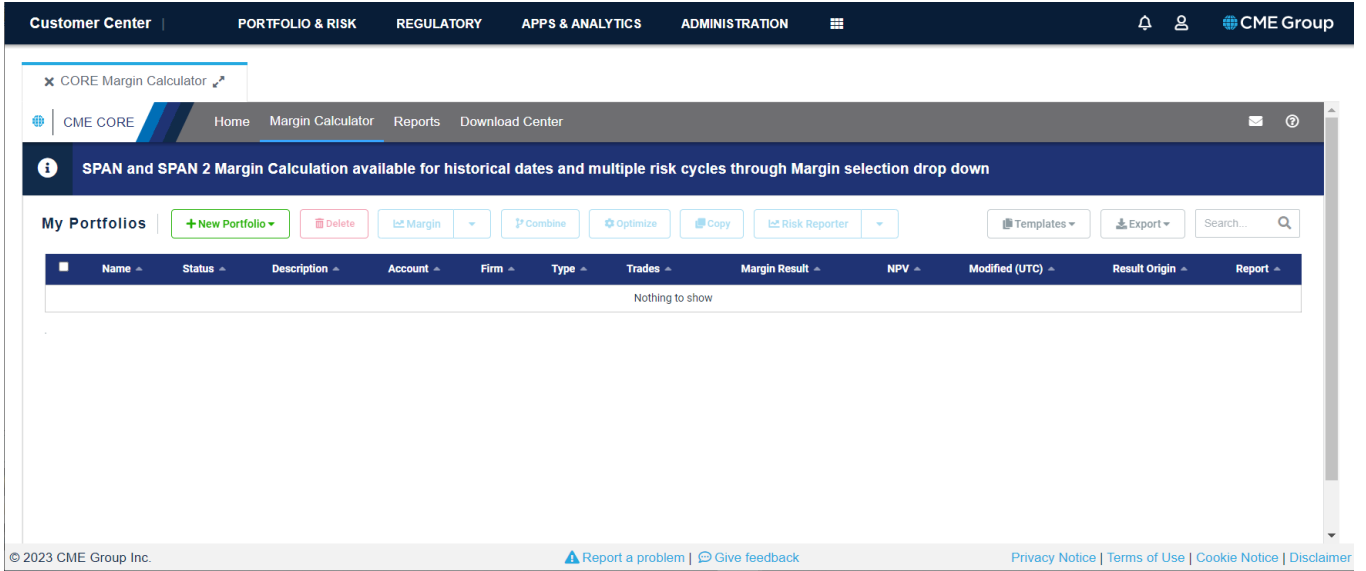 Customer Center | PORTFOLIO & RISK REGULATORY APPS & ANALYTICS ADMINISTRATION CME Group
CORE Margin Calculator
CME CORE Home Margin Calculator Reports Download Center
SPAN and SPAN 2 Margin Calculation available for historical dates and multiple risk cycles through Margin selection drop down
My Portfolios New Portfolio Delete Margin Combine Optimize Copy Risk Reporter Templates Export Search...
Name Status Description Account Firm Type Trades Margin Result NPV Modified (UTC) Result Origin Report
Nothing to show
© 2023 CME Group Inc. Report a problem | Give feedback Privacy Notice | Terms of Use | Cookie Notice | Disclaimer